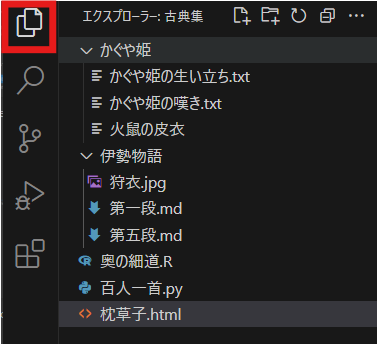 エクスプローラー: 古典集
かぐや姫
かぐや姫の生い立ち.txt
かぐや姫の嘆き.txt
火鼠の皮衣
伊勢物語
狩衣.jpg
第一段.md
第五段.md
奥の細道.R
百人一首.py
枕草子.html